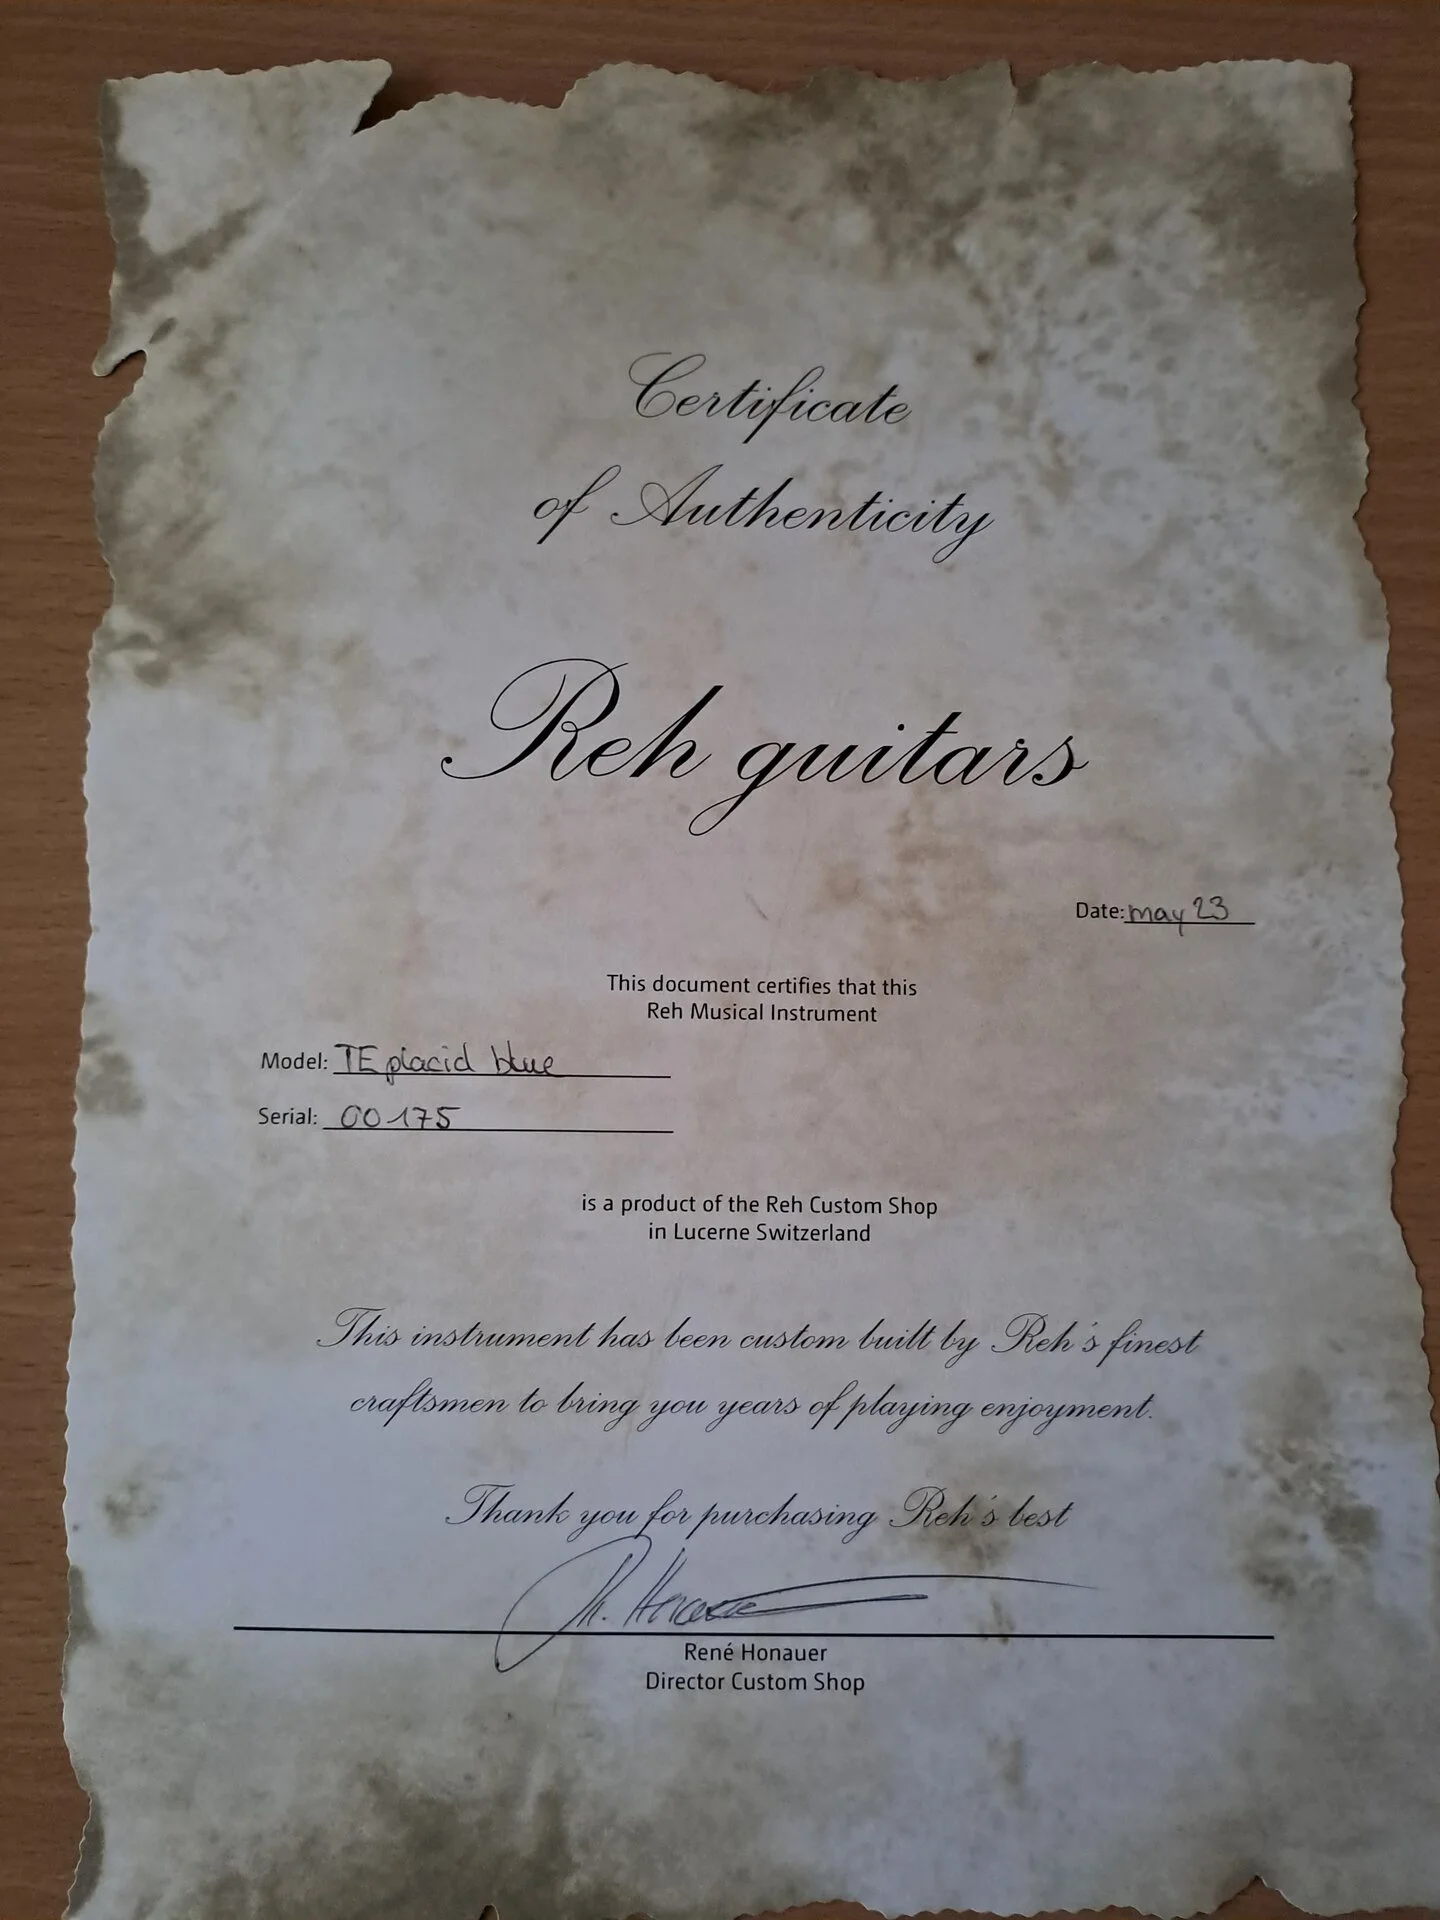 Certificate
of Authenticity
Reh guitars
Date: may 23
This document certifies that this
Reh Musical Instrument
Model: TE placid blue
Serial: 00175
is a product of the Reh Custom Shop
in Lucerne Switzerland
This instrument has been custom built by Reh's finest
craftsmen to bring you years of playing enjoyment.
Thank you for purchasing Reh's best
R. Honauer
René Honauer
Director Custom Shop